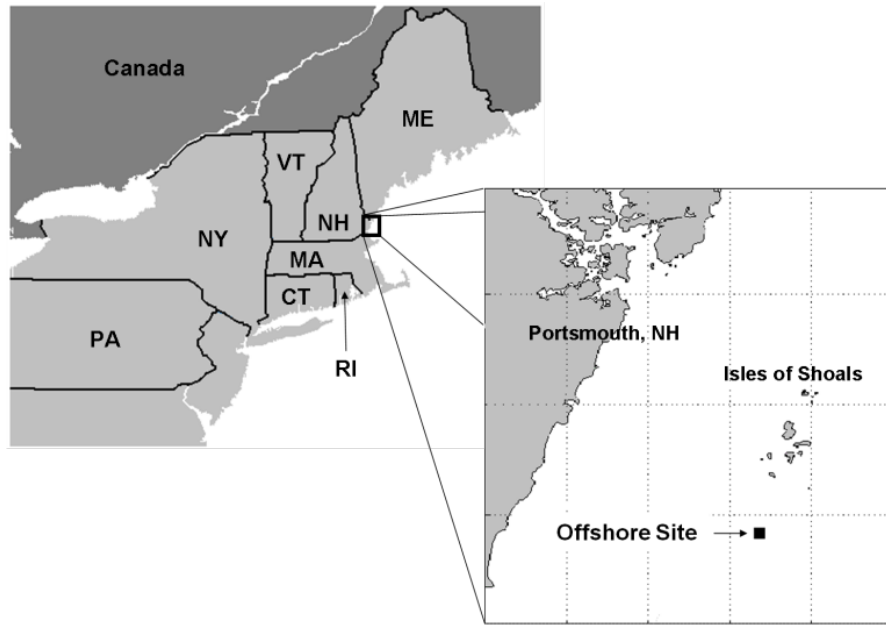 Canada
ME
VT
NH
NY
MA
CT
PA
RI
Portsmouth, NH
Isles of Shoals
Offshore Site